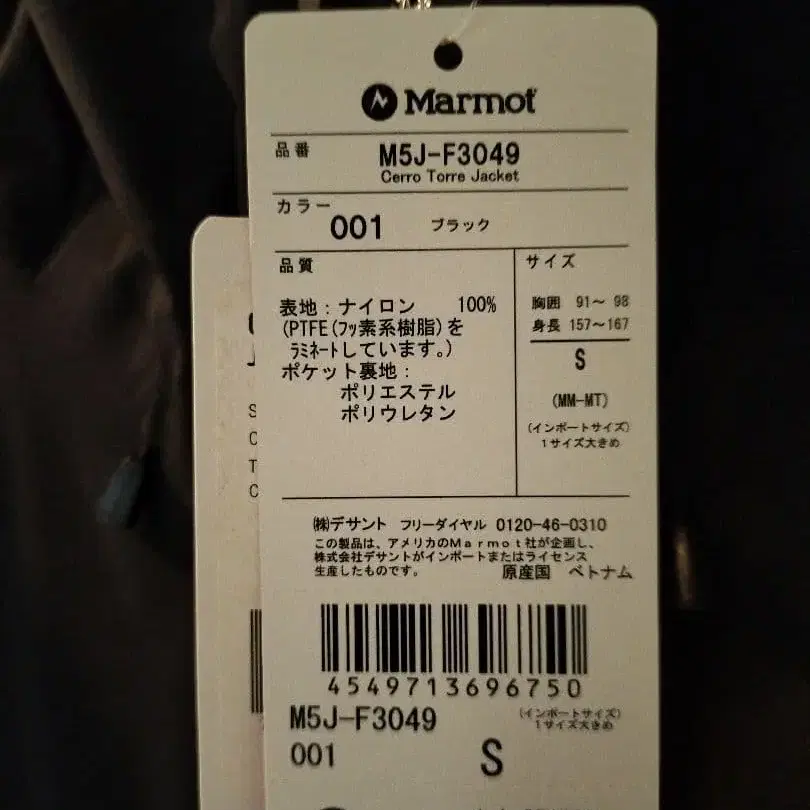 Marmot
品番 M5J-F3049
Cerro Torre Jacket
カラー
001 ブラック
品質
表地：ナイロン 100%
(PTFE(フッ素系樹脂)を
ラミネートしています。)
ポケット裏地：
ポリエステル
ポリウレタン
サイズ
胸囲 91～ 98
身長 157～167
S
(MM-MT)
(インポートサイズ)
1サイズ大きめ
㈱デサント フリーダイヤル 0120-46-0310
この製品は、アメリカのMarmot社が企画し、
株式会社デサントがインポートまたはライセンス
生産したものです。 原産国 ベトナム
4549713696750
M5J-F3049
(インポートサイズ)
1サイズ大きめ
001 S
S
C
T
C